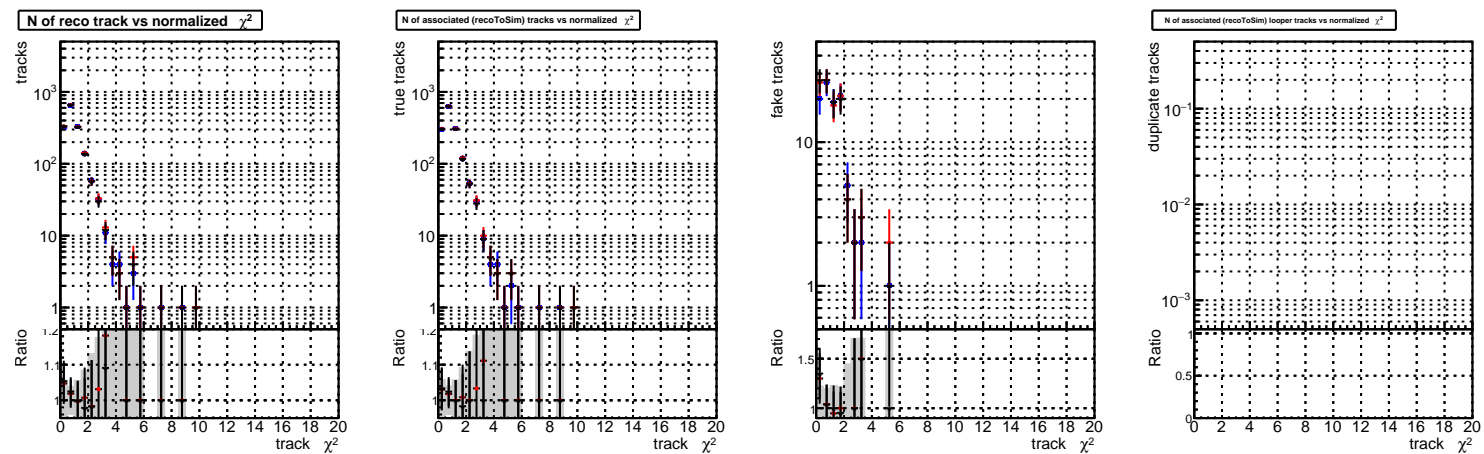 N of reco track vs normalized χ²
tracks
10³
10²
10
1
Ratio
1.2
1.1
1
0 2 4 6 8 10 12 14 16 18 20
track χ²
N of associated (recoToSim) tracks vs normalized χ²
true tracks
10³
10²
10
1
Ratio
1.2
1.1
1
0 2 4 6 8 10 12 14 16 18 20
track χ²
fake tracks
10
1
Ratio
1.5
1
0 2 4 6 8 10 12 14 16 18 20
track χ²
N of associated (recoToSim) looper tracks vs normalized χ²
duplicate tracks
10⁻¹
10⁻²
10⁻³
Ratio
1
0.5
0
0 2 4 6 8 10 12 14 16 18 20
track χ²